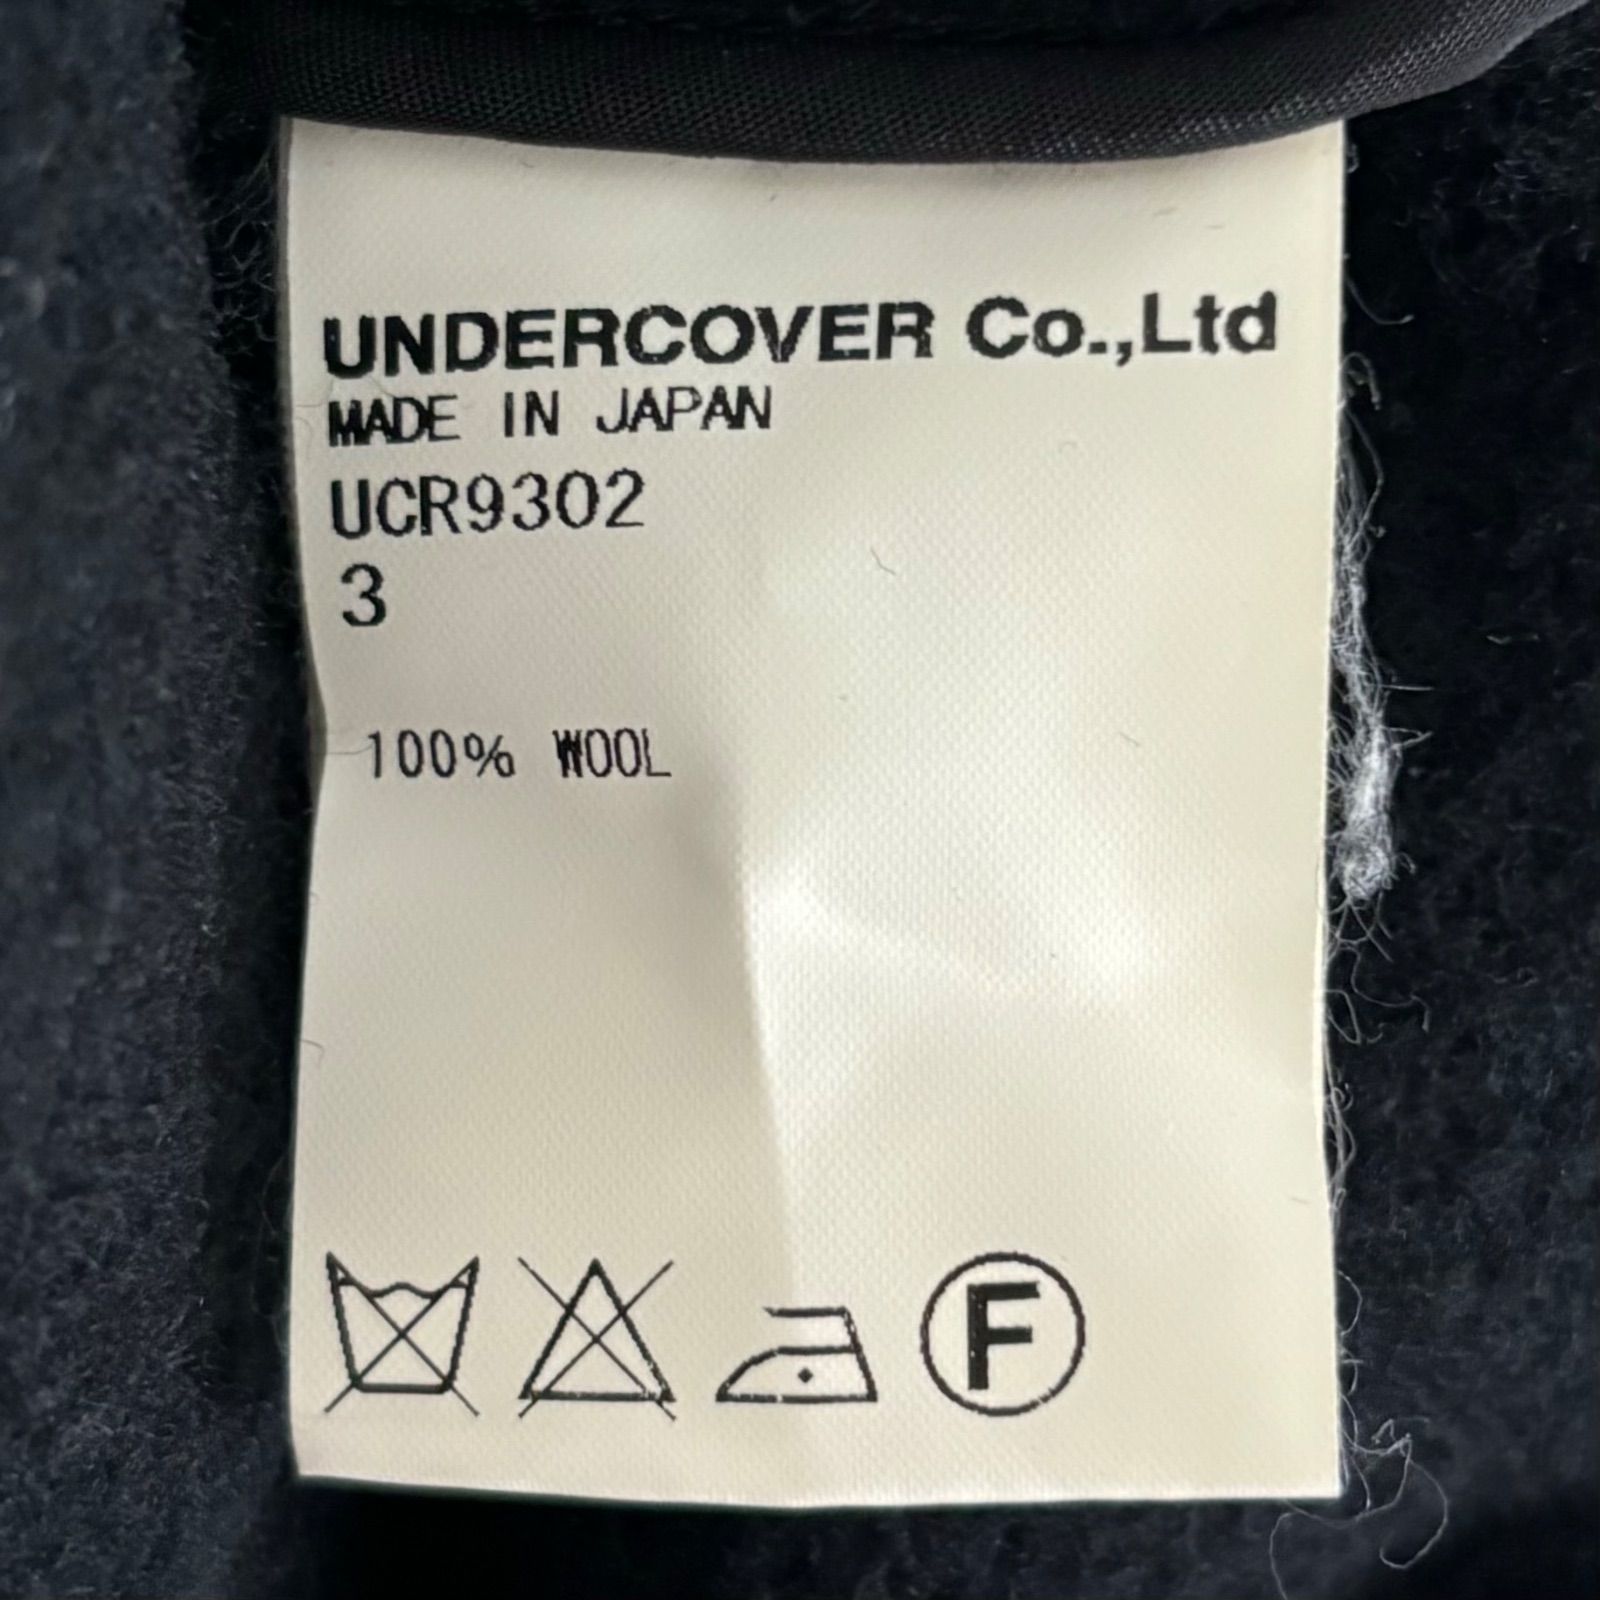 UNDERCOVER Co.,Ltd
MADE IN JAPAN
UCR9302
3
100% WOOL
F